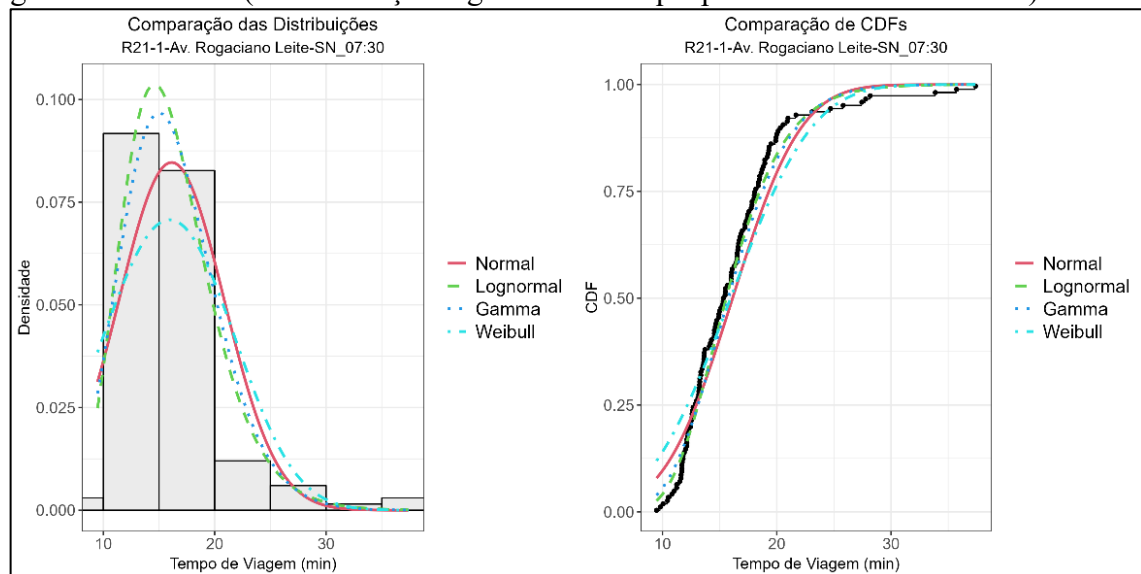 Comparação das Distribuições
R21-1-Av. Rogaciano Leite-SN_07:30
Densidade
0.100
0.075
0.050
0.025
0.000
10
20
30
Tempo de Viagem (min)
Normal
Lognormal
Gamma
Weibull
Comparação de CDFs
R21-1-Av. Rogaciano Leite-SN_07:30
CDF
1.00
0.75
0.50
0.25
0.00
10
20
30
Tempo de Viagem (min)
Normal
Lognormal
Gamma
Weibull